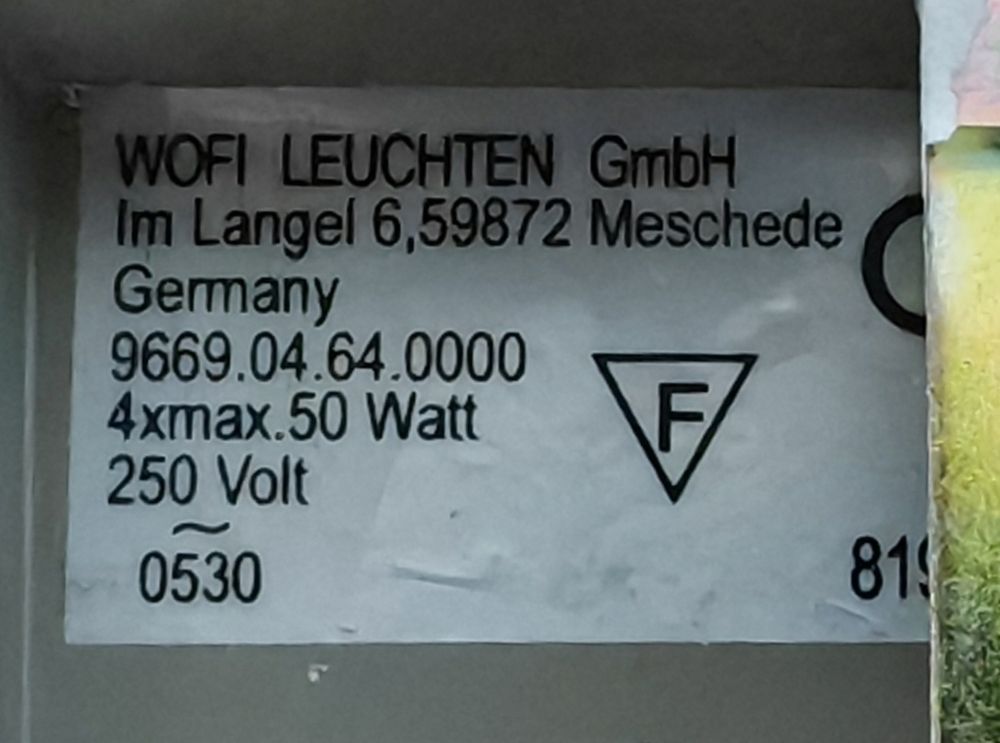 WOFI LEUCHTEN GmbH
Im Langel 6,59872 Meschede
Germany
9669.04.64.0000
4xmax.50 Watt
F
250 Volt
~
0530